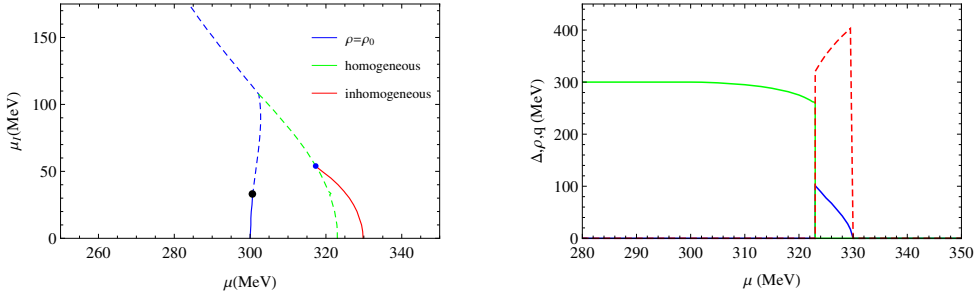 150
100
50
0
μI(MeV)
ρ=ρ0
homogeneous
inhomogeneous
260 280 300 320 340
μ(MeV)
400
300
200
100
0
Δ,ρ,q (MeV)
280 290 300 310 320 330 340 350
μ (MeV)